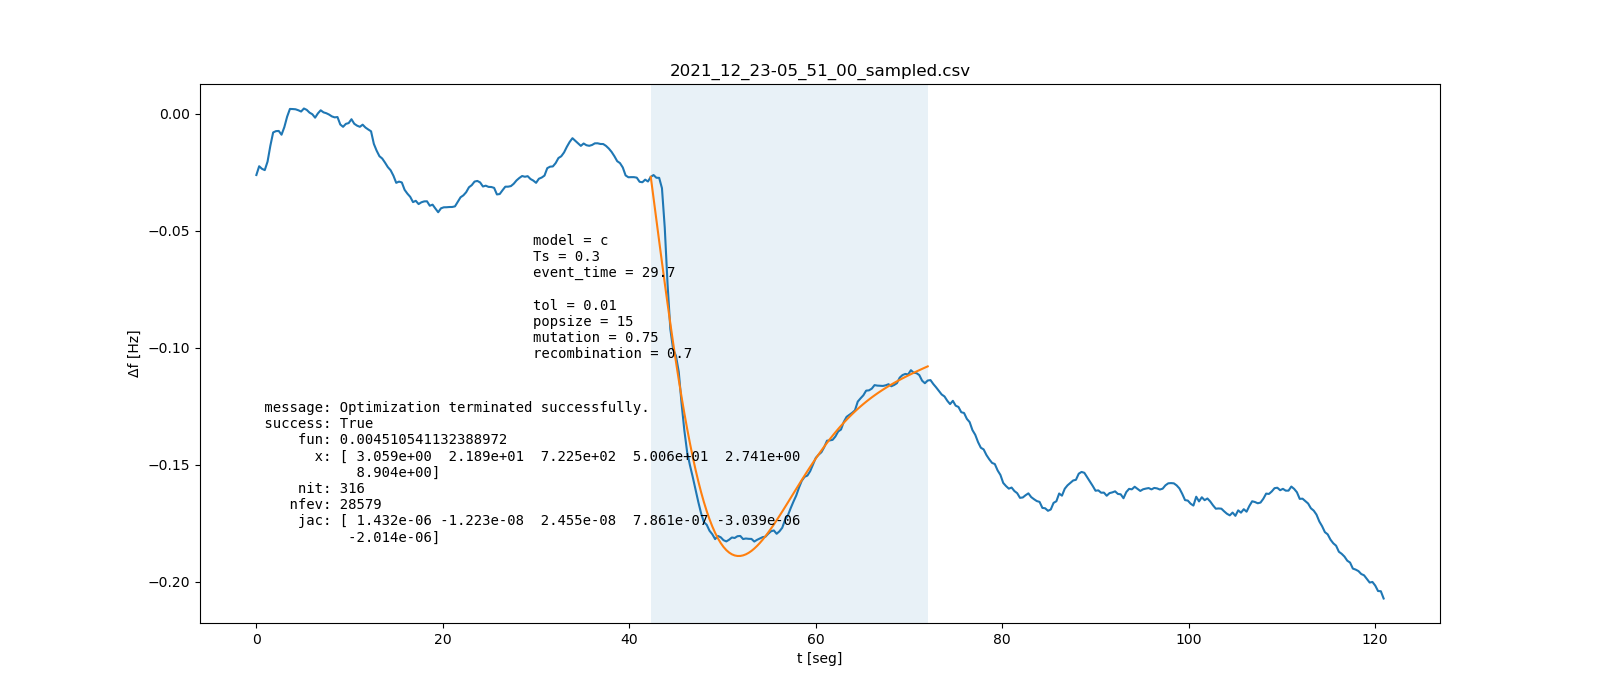 2021_12_23-05_51_00_sampled.csv
0.00
−0.05
−0.10
−0.15
−0.20
Δf [Hz]
model = c
Ts = 0.3
event_time = 29.7
tol = 0.01
popsize = 15
mutation = 0.75
recombination = 0.7
message: Optimization terminated successfully.
success: True
fun: 0.004510541132388972
x: [ 3.059e+00  2.189e+01  7.225e+02  5.006e+01  2.741e+00
8.904e+00]
nit: 316
nfev: 28579
jac: [ 1.432e-06 -1.223e-08  2.455e-08  7.861e-07 -3.039e-06
-2.014e-06]
0 20 40 60 80 100 120
t [seg]